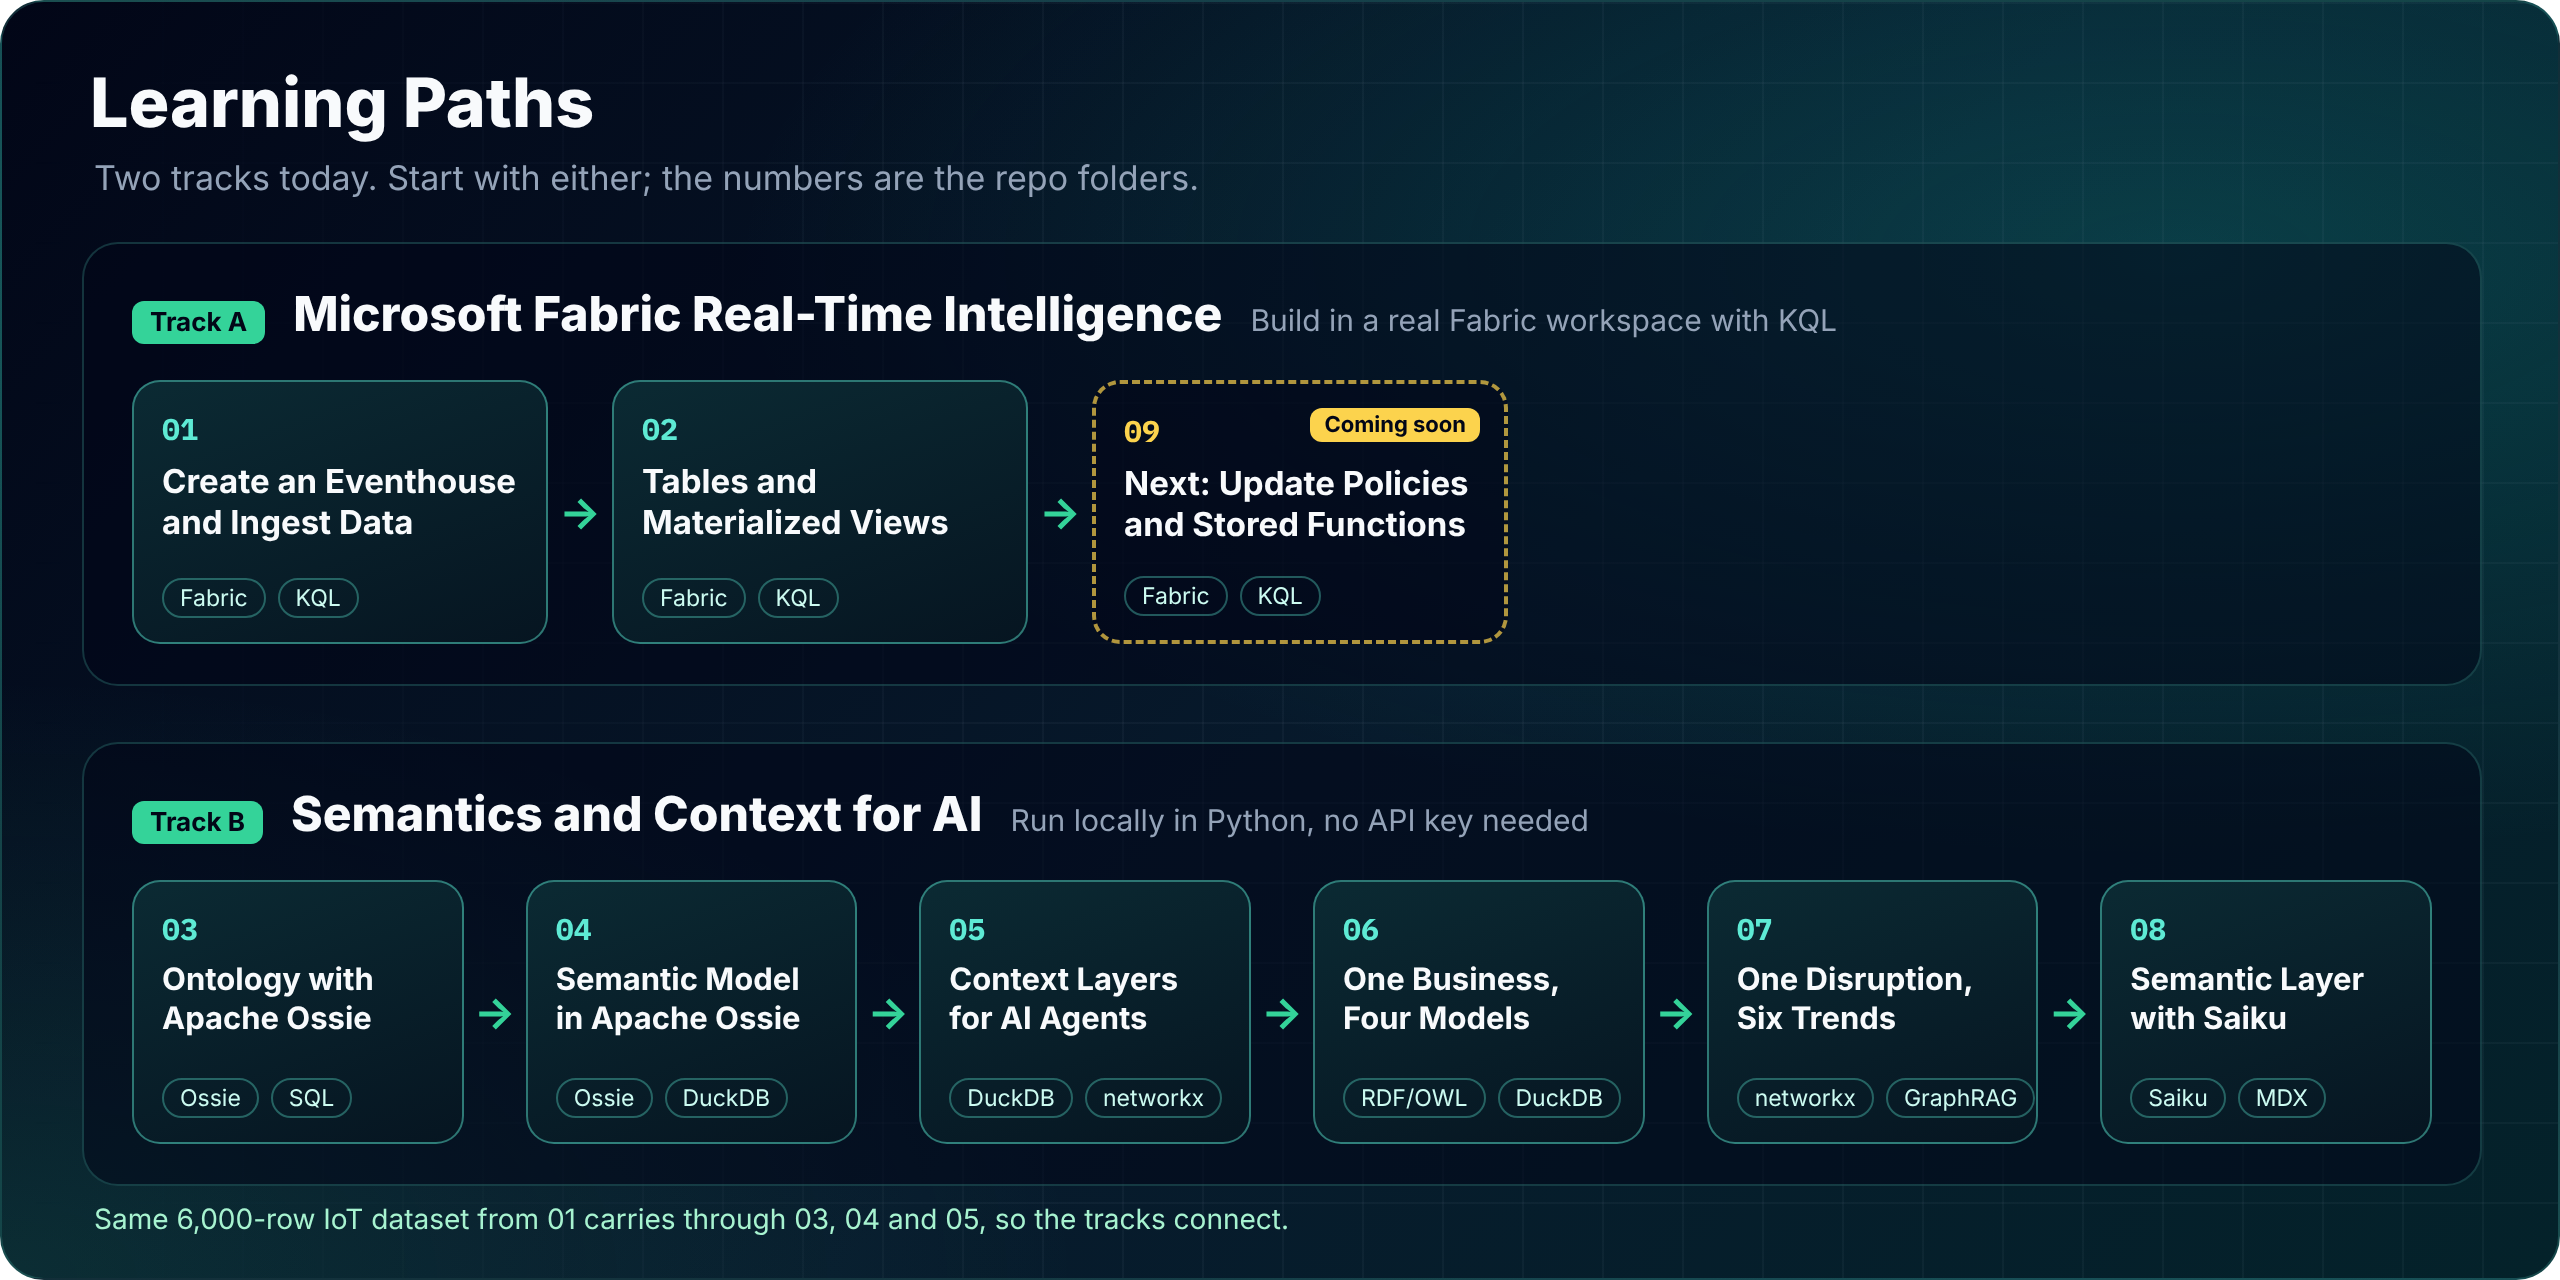 Learning Paths
Two tracks today. Start with either; the numbers are the repo folders.
Track A Microsoft Fabric Real-Time Intelligence Build in a real Fabric workspace with KQL
01
Create an Eventhouse
and Ingest Data
Fabric KQL
→
02
Tables and
Materialized Views
Fabric KQL
→
09 Coming soon
Next: Update Policies
and Stored Functions
Fabric KQL
Track B Semantics and Context for AI Run locally in Python, no API key needed
03
Ontology with
Apache Ossie
Ossie SQL
→
04
Semantic Model
in Apache Ossie
Ossie DuckDB
→
05
Context Layers
for AI Agents
DuckDB networkx
→
06
One Business,
Four Models
RDF/OWL DuckDB
→
07
One Disruption,
Six Trends
networkx GraphRAG
→
08
Semantic Layer
with Saiku
Saiku MDX
Same 6,000-row IoT dataset from 01 carries through 03, 04 and 05, so the tracks connect.